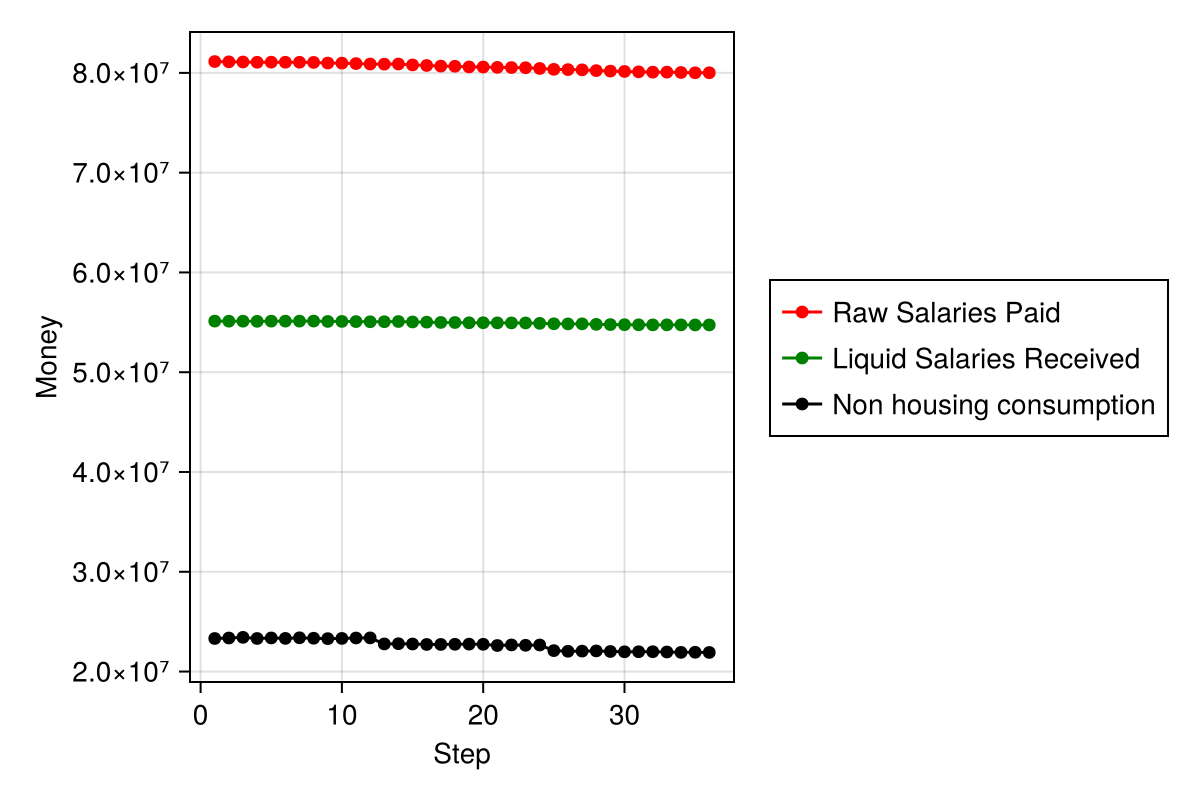 8.0×10⁷
7.0×10⁷
6.0×10⁷
5.0×10⁷
4.0×10⁷
3.0×10⁷
2.0×10⁷
Money
0 10 20 30
Step
Raw Salaries Paid
Liquid Salaries Received
Non housing consumption